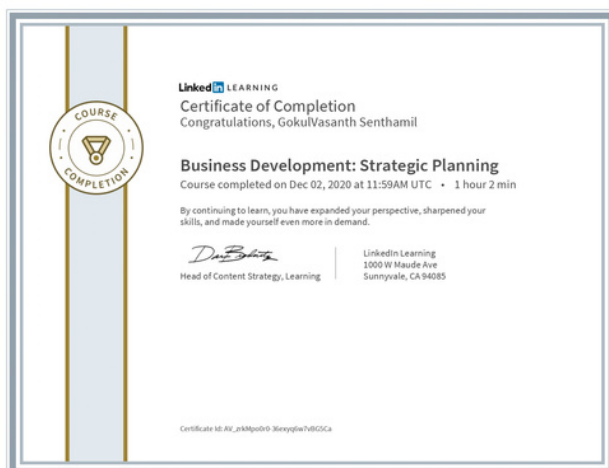 LinkedIn LEARNING
Certificate of Completion
Congratulations, GokulVasanth Senthamil
COURSE
COMPLETION
Business Development: Strategic Planning
Course completed on Dec 02, 2020 at 11:59AM UTC • 1 hour 2 min
By continuing to learn, you have expanded your perspective, sharpened your
skills, and made yourself even more in demand.
Head of Content Strategy, Learning
LinkedIn Learning
1000 W Maude Ave
Sunnyvale, CA 94085
Certificate Id: